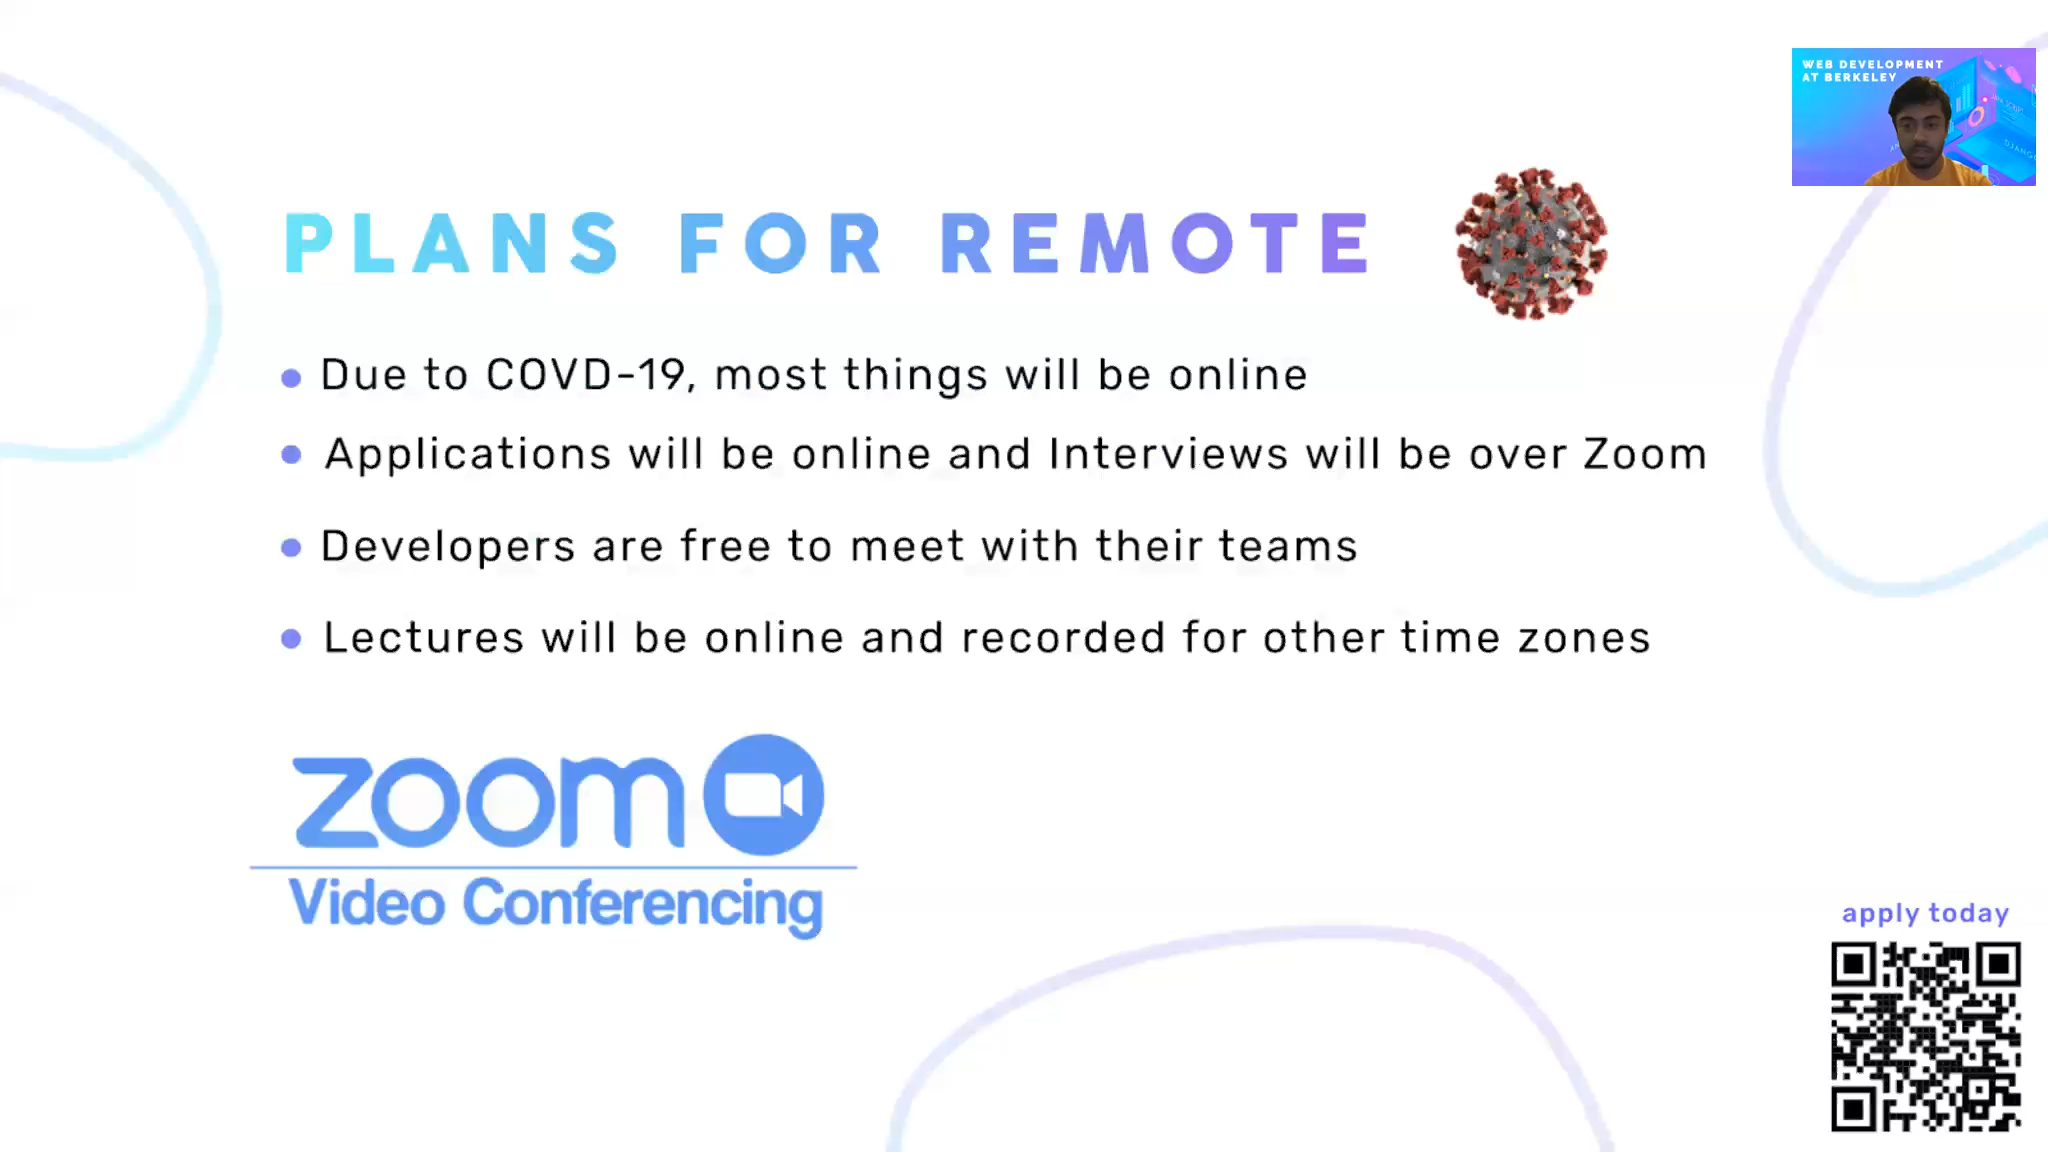 WEB DEVELOPMENT
AT BERKELEY
PLANS FOR REMOTE
Due to COVD-19, most things will be online
Applications will be online and Interviews will be over Zoom
Developers are free to meet with their teams
Lectures will be online and recorded for other time zones
zoom
Video Conferencing
apply today